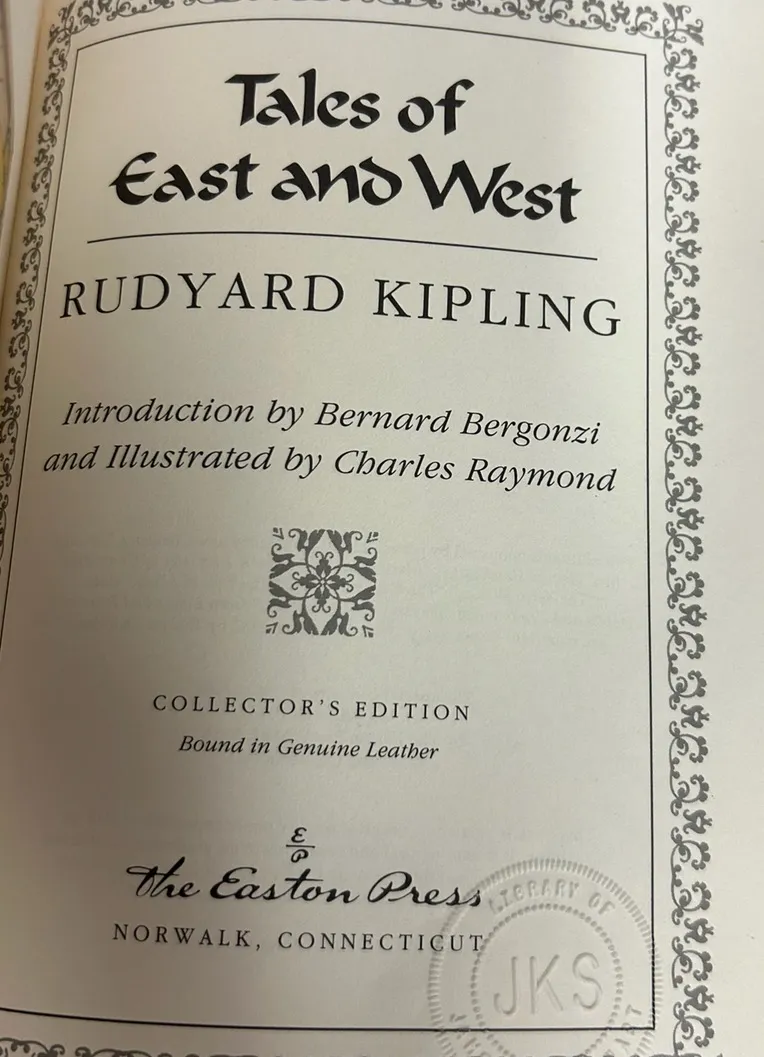 Tales of
East and West
RUDYARD KIPLING
Introduction by Bernard Bergonzi
and Illustrated by Charles Raymond
COLLECTOR'S EDITION
Bound in Genuine Leather
E
P
The Easton Press
NORWALK, CONNECTICUT
LIBRARY OF
JKS